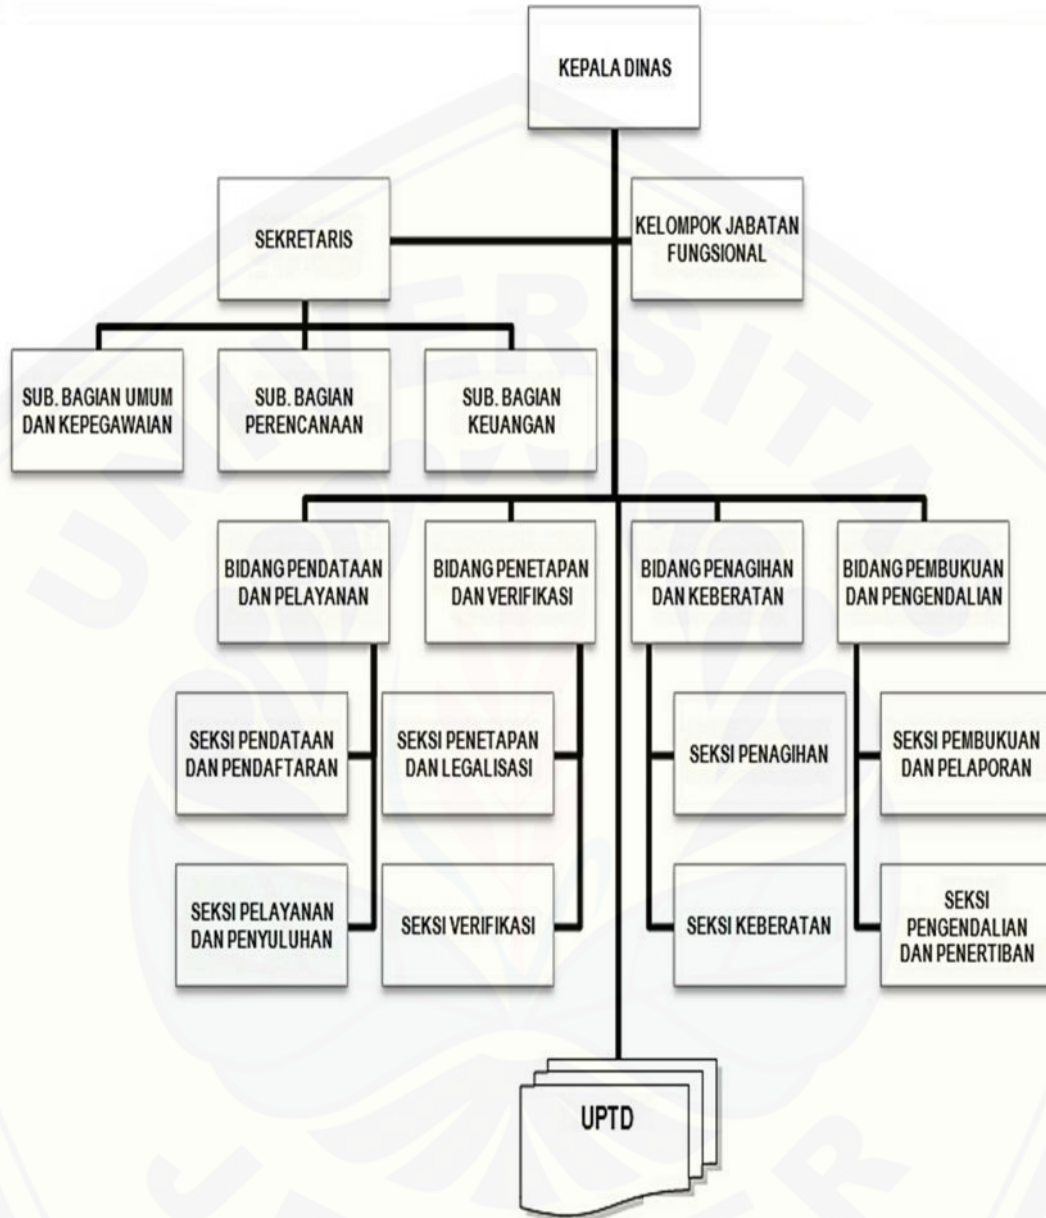 KEPALA DINAS
SEKRETARIS
KELOMPOK JABATAN
FUNGSIONAL
SUB. BAGIAN UMUM
DAN KEPEGAWAIAN
SUB. BAGIAN
PERENCANAAN
SUB. BAGIAN
KEUANGAN
BIDANG PENDATAAN
DAN PELAYANAN
BIDANG PENETAPAN
DAN VERIFIKASI
BIDANG PENAGIHAN
DAN KEBERATAN
BIDANG PEMBUKUAN
DAN PENGENDALIAN
SEKSI PENDATAAN
DAN PENDAFTARAN
SEKSI PENETAPAN
DAN LEGALISASI
SEKSI PENAGIHAN
SEKSI PEMBUKUAN
DAN PELAPORAN
SEKSI PELAYANAN
DAN PENYULUHAN
SEKSI VERIFIKASI
SEKSI KEBERATAN
SEKSI
PENGENDALIAN
DAN PENERTIBAN
UPTD
UNIVERSITAS